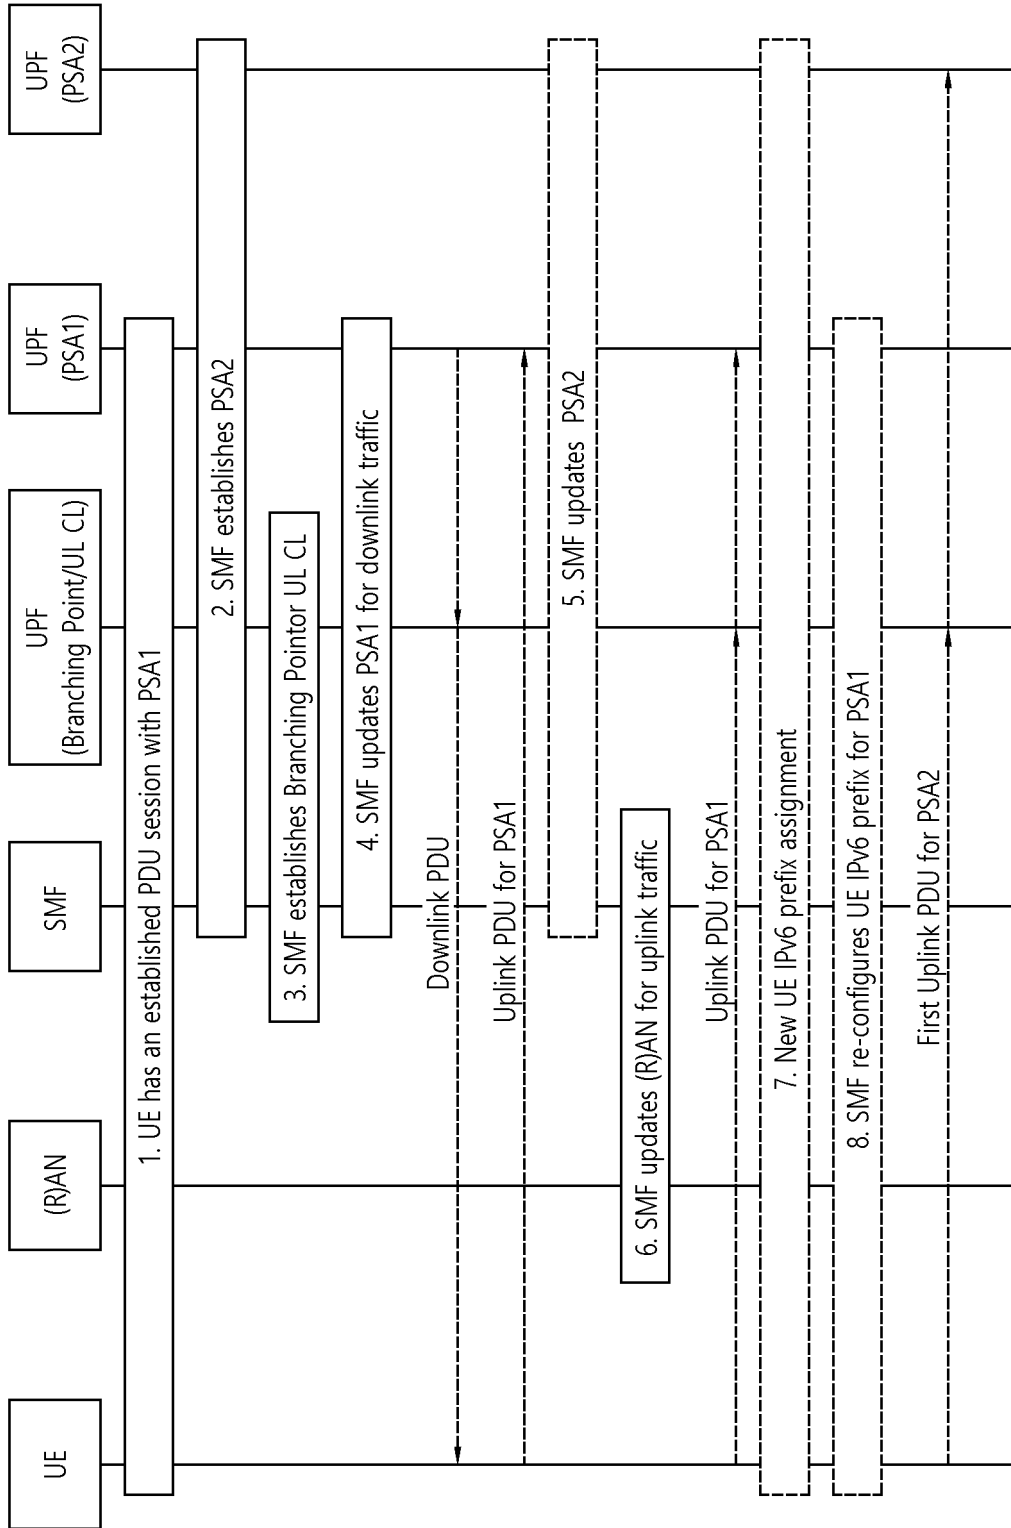 UE
(R)AN
SMF
UPF
(Branching Point/UL CL)
UPF
(PSA1)
UPF
(PSA2)
1. UE has an established PDU session with PSA1
2. SMF establishes PSA2
3. SMF establishes Branching Pointor UL CL
4. SMF updates PSA1 for downlink traffic
Downlink PDU
Uplink PDU for PSA1
5. SMF updates PSA2
6. SMF updates (R)AN for uplink traffic
Uplink PDU for PSA1
7. New UE IPv6 prefix assignment
8. SMF re-configures UE IPv6 prefix for PSA1
First Uplink PDU for PSA2